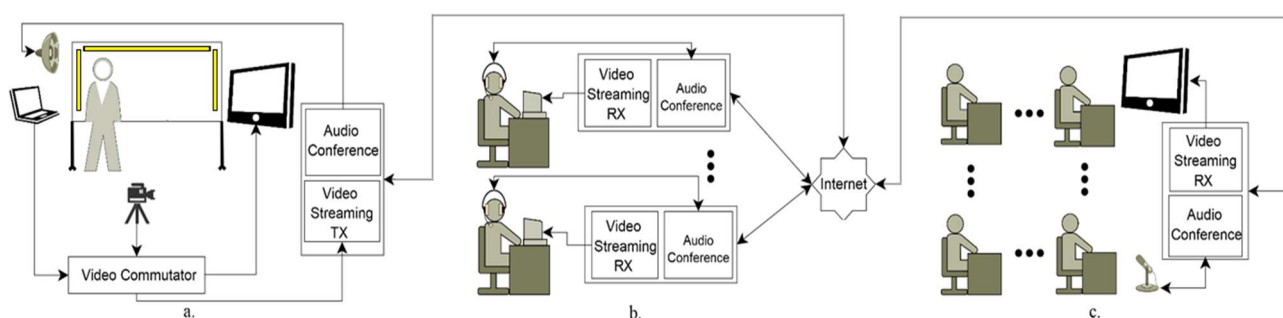 Audio
Conference
Video
Streaming
TX
Video Commutator
a.
Video
Streaming
RX
Audio
Conference
Video
Streaming
RX
Audio
Conference
b.
Internet
Video
Streaming
RX
Audio
Conference
c.